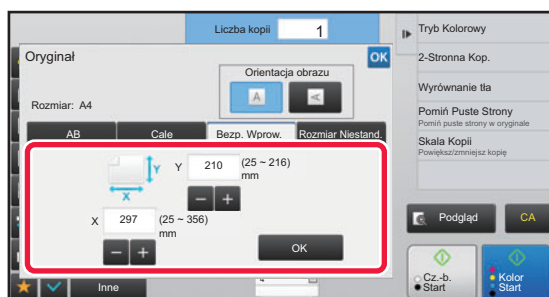 Liczba kopii 1
Oryginał
OK
Orientacja obrazu
A
A
Rozmiar: A4
AB
Cale
Bezp. Wprow.
Rozmiar Niestand.
Y 210 (25 ~ 216)
mm
Y
X
X 297 (25 ~ 356)
mm
OK
Inne
Tryb Kolorowy
2-Stronna Kop.
Wyrównanie tła
Pomiń Puste Strony
Pomiń puste strony w oryginale
Skala Kopii
Powiększ/zmniejsz kopię
Podgląd
CA
Cz.-b.
Start
Kolor
Start